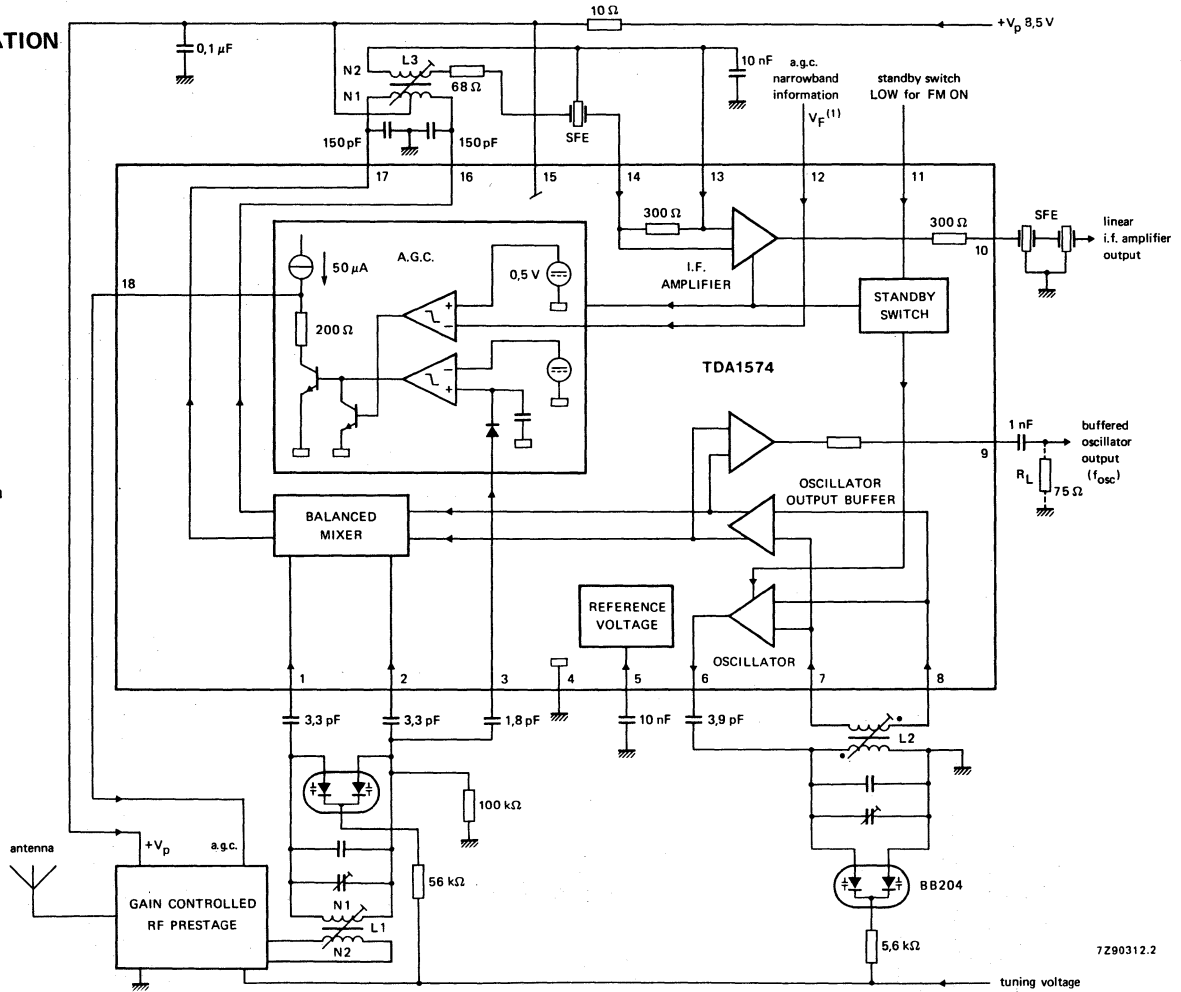 ATION
10 Ω
+Vp 8,5 V
0,1 µF
L3
N2
N1
68 Ω
10 nF
a.g.c.
narrowband
information
VF(1)
standby switch
LOW for FM ON
SFE
150 pF
150 pF
17
16
15
14
13
12
11
300 Ω
300 Ω
10
SFE
linear
i.f. amplifier
output
I.F.
AMPLIFIER
50 µA
A.G.C.
0,5 V
18
200 Ω
+
−
−
+
STANDBY
SWITCH
TDA1574
1 nF
buffered
oscillator
output
(fosc)
9
RL
75 Ω
OSCILLATOR
OUTPUT BUFFER
BALANCED
MIXER
REFERENCE
VOLTAGE
OSCILLATOR
1
2
3
4
5
6
7
8
3,3 pF
3,3 pF
1,8 pF
10 nF
3,9 pF
L2
100 kΩ
antenna
+Vp
a.g.c.
56 kΩ
BB204
GAIN CONTROLLED
RF PRESTAGE
N1
L1
N2
5,6 kΩ
7Z90312.2
tuning voltage